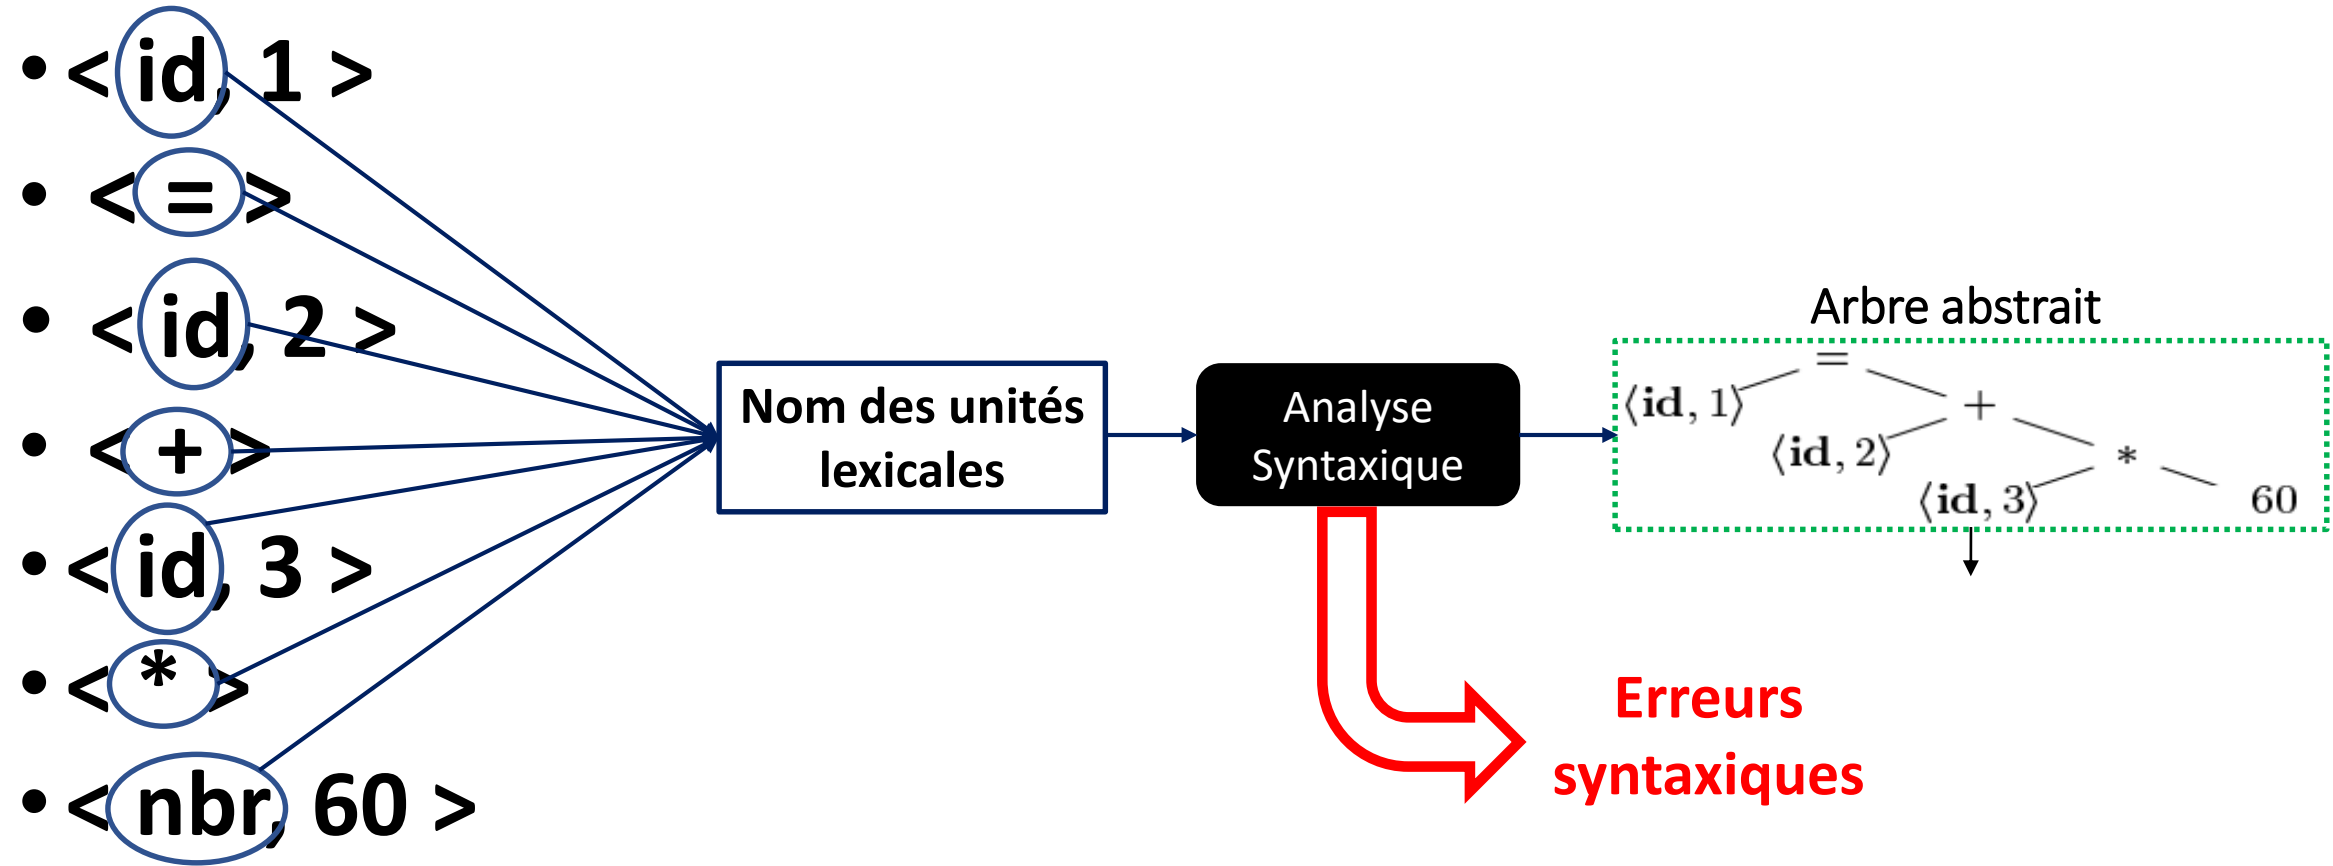 • < id, 1 >
• < = >
• < id, 2 >
• < + >
• < id, 3 >
• < * >
• < nbr, 60 >
Nom des unités
lexicales
Analyse
Syntaxique
Arbre abstrait
=
⟨id, 1⟩
+
⟨id, 2⟩
*
⟨id, 3⟩
60
Erreurs
syntaxiques